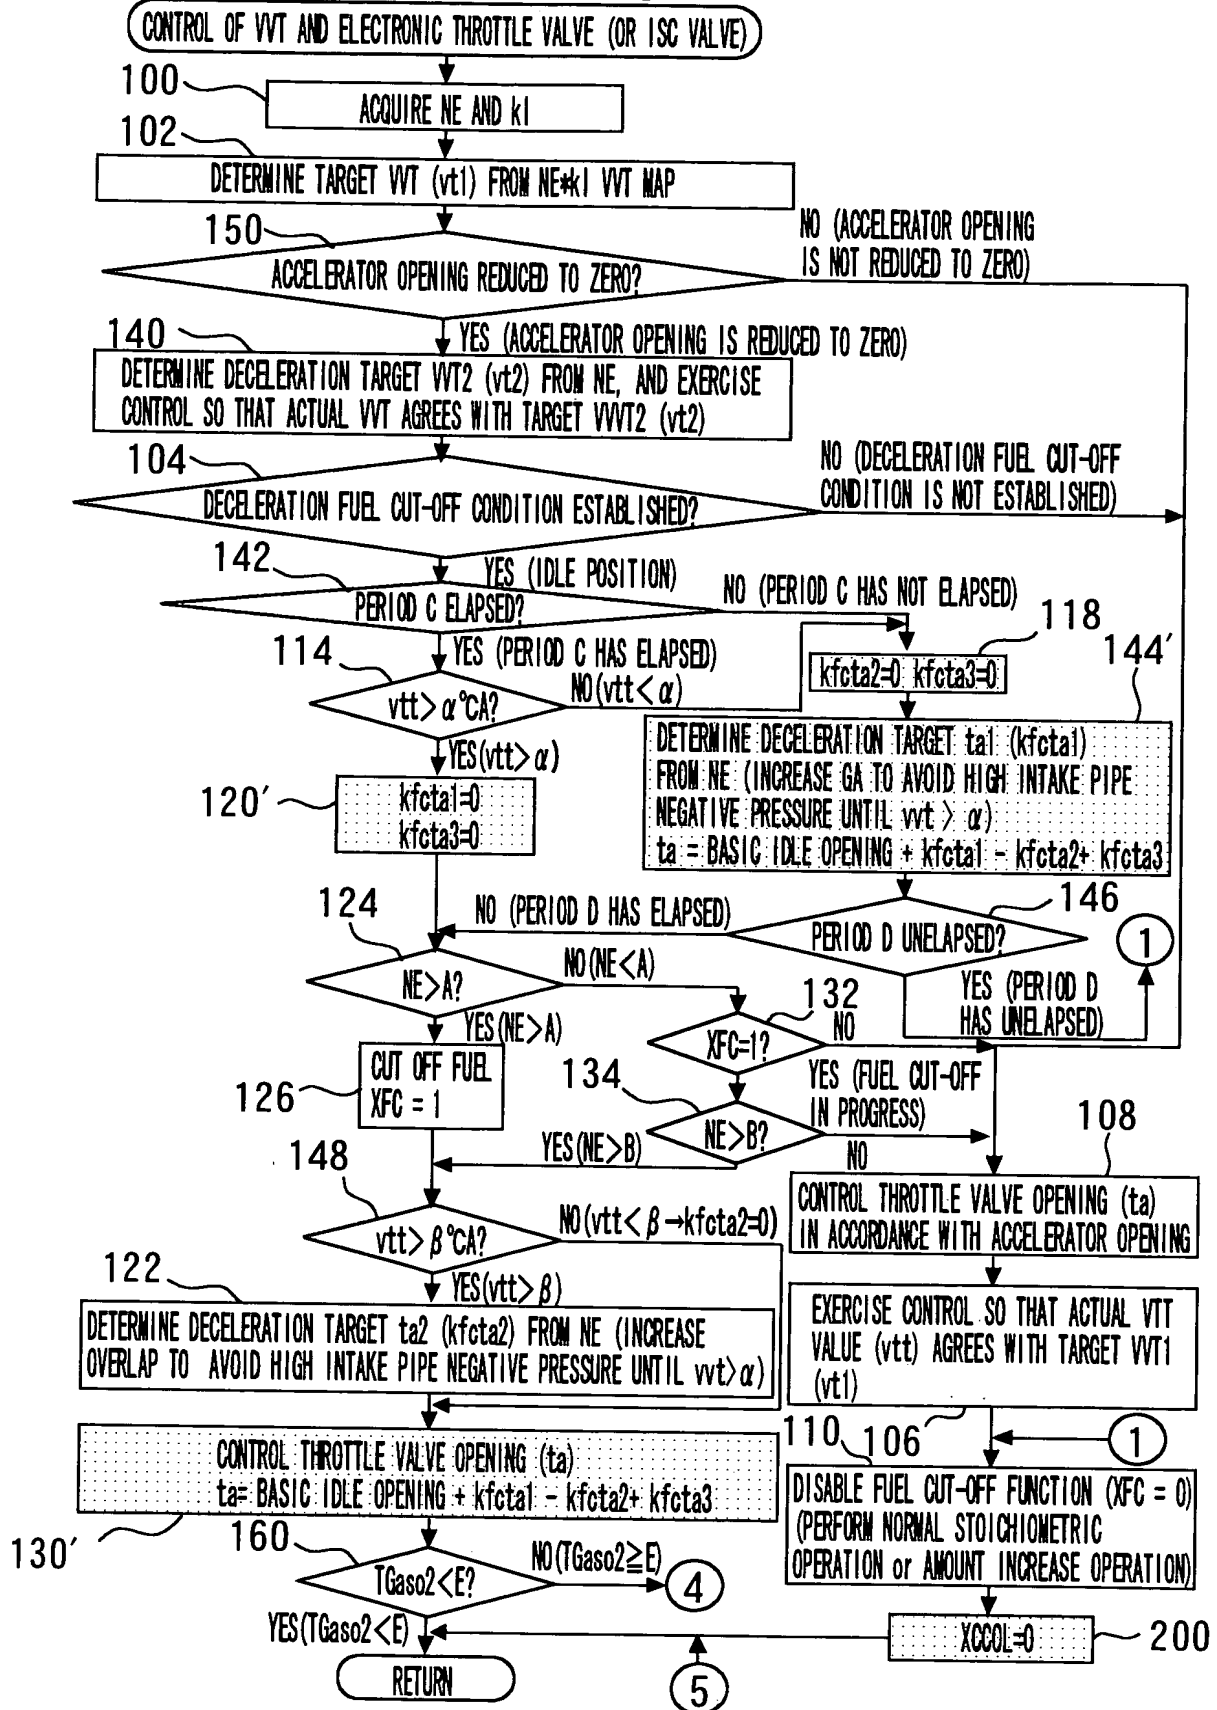 CONTROL OF VVT AND ELECTRONIC THROTTLE VALVE (OR ISC VALVE)
100
ACQUIRE NE AND kl
102
DETERMINE TARGET VVT (vt1) FROM NE*kl VVT MAP
150
ACCELERATOR OPENING REDUCED TO ZERO?
NO (ACCELERATOR OPENING
IS NOT REDUCED TO ZERO)
YES (ACCELERATOR OPENING IS REDUCED TO ZERO)
140
DETERMINE DECELERATION TARGET VVT2 (vt2) FROM NE, AND EXERCISE
CONTROL SO THAT ACTUAL VVT AGREES WITH TARGET VVVT2 (vt2)
104
DECELERATION FUEL CUT-OFF CONDITION ESTABLISHED?
NO (DECELERATION FUEL CUT-OFF
CONDITION IS NOT ESTABLISHED)
YES (IDLE POSITION)
142
PERIOD C ELAPSED?
NO (PERIOD C HAS NOT ELAPSED)
YES (PERIOD C HAS ELAPSED)
118
kfcta2=0 kfcta3=0
114
vtt> α℃A?
NO(vtt< α)
YES(vtt> α)
144′
DETERMINE DECELERATION TARGET ta1 (kfcta1)
FROM NE (INCREASE GA TO AVOID HIGH INTAKE PIPE
NEGATIVE PRESSURE UNTIL vvt > α)
ta = BASIC IDLE OPENING + kfcta1 - kfcta2+ kfcta3
120′
kfcta1=0
kfcta3=0
146
PERIOD D UNELAPSED?
NO (PERIOD D HAS ELAPSED)
YES (PERIOD D
HAS UNELAPSED)
1
124
NE>A?
NO(NE<A)
YES(NE>A)
132
XFC=1?
NO
YES (FUEL CUT-OFF
IN PROGRESS)
126
CUT OFF FUEL
XFC = 1
134
NE>B?
YES(NE>B)
NO
108
CONTROL THROTTLE VALVE OPENING (ta)
IN ACCORDANCE WITH ACCELERATOR OPENING
148
vtt> β℃A?
NO(vtt< β→kfcta2=0)
YES(vtt> β)
122
DETERMINE DECELERATION TARGET ta2 (kfcta2) FROM NE (INCREASE
OVERLAP TO AVOID HIGH INTAKE PIPE NEGATIVE PRESSURE UNTIL vvt> α)
EXERCISE CONTROL SO THAT ACTUAL VTT
VALUE (vtt) AGREES WITH TARGET VVT1
(vt1)
106
1
110
DISABLE FUEL CUT-OFF FUNCTION (XFC = 0)
(PERFORM NORMAL STOICHIOMETRIC
OPERATION or AMOUNT INCREASE OPERATION)
CONTROL THROTTLE VALVE OPENING (ta)
ta= BASIC IDLE OPENING + kfcta1 - kfcta2+ kfcta3
130′
160
TGaso2<E?
NO(TGaso2≧E)
4
YES(TGaso2<E)
XCCOL=0
200
5
RETURN